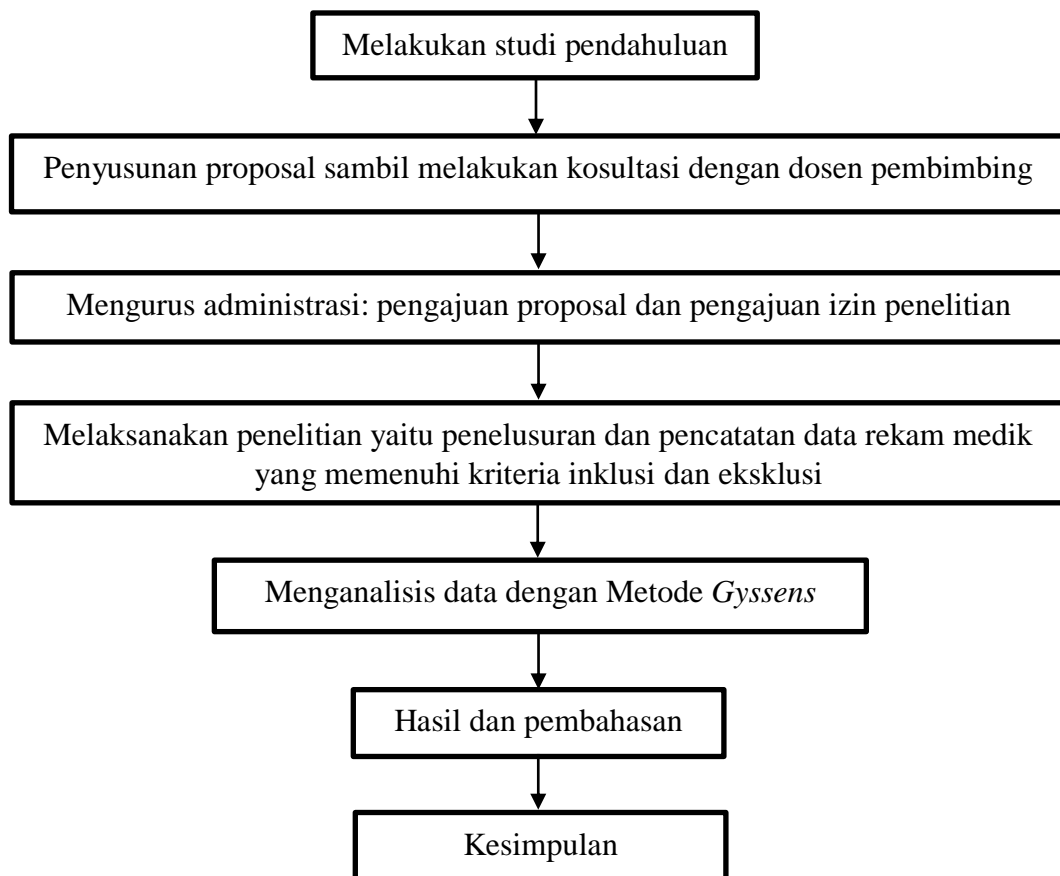 Melakukan studi pendahuluan
Penyusunan proposal sambil melakukan kosultasi dengan dosen pembimbing
Mengurus administrasi: pengajuan proposal dan pengajuan izin penelitian
Melaksanakan penelitian yaitu penelusuran dan pencatatan data rekam medik
yang memenuhi kriteria inklusi dan eksklusi
Menganalisis data dengan Metode Gyssens
Hasil dan pembahasan
Kesimpulan